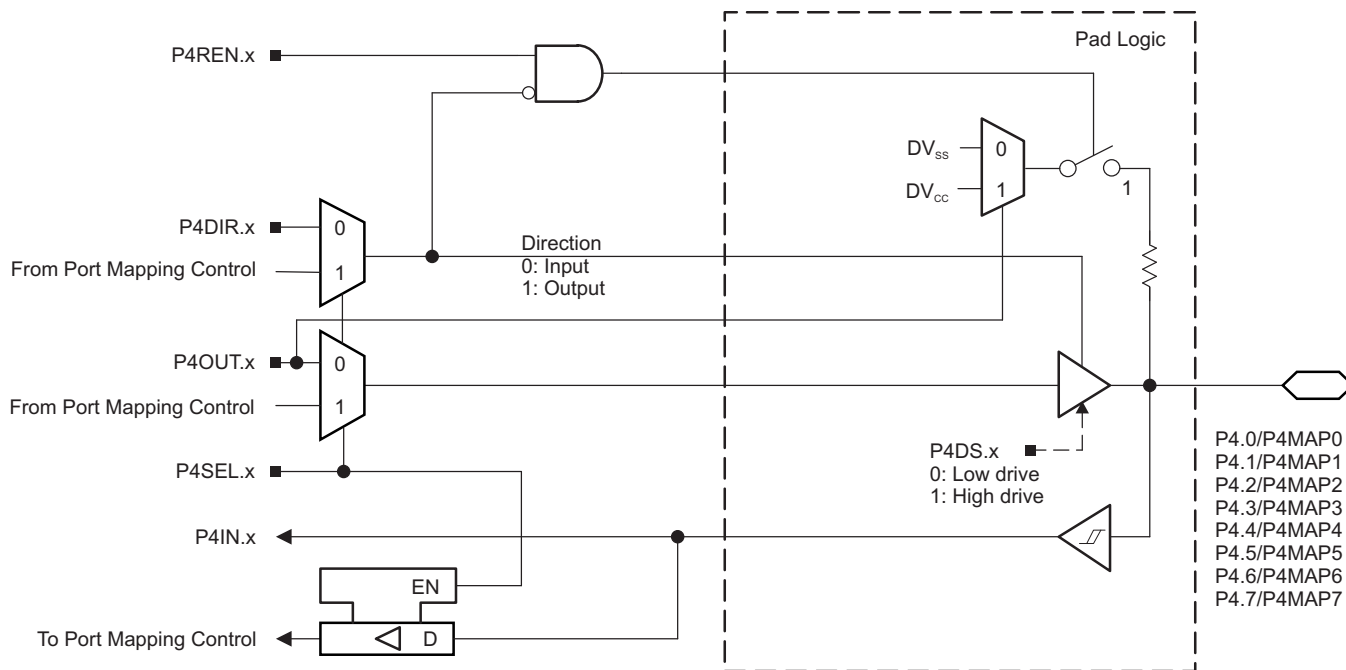 Pad Logic
P4REN.x
DVSS
0
DVCC
1
1
P4DIR.x
0
From Port Mapping Control
1
Direction
0: Input
1: Output
P4OUT.x
0
From Port Mapping Control
1
P4SEL.x
P4DS.x
0: Low drive
1: High drive
P4IN.x
EN
To Port Mapping Control
D
P4.0/P4MAP0
P4.1/P4MAP1
P4.2/P4MAP2
P4.3/P4MAP3
P4.4/P4MAP4
P4.5/P4MAP5
P4.6/P4MAP6
P4.7/P4MAP7